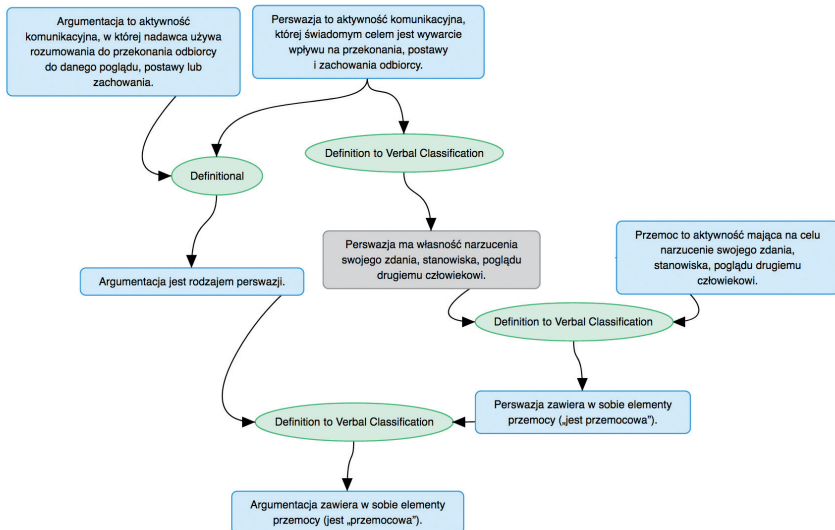 Argumentacja to aktywność
komunikacyjna, w której nadawca używa
rozumowania do przekonania odbiorcy
do danego poglądu, postawy lub
zachowania.
Perswazja to aktywność komunikacyjna,
której świadomym celem jest wywarcie
wpływu na przekonania, postawy
i zachowania odbiorcy.
Definition to Verbal Classification
Definitional
Perswazja ma własność narzucenia
swojego zdania, stanowiska, poglądu
drugiemu człowiekowi.
Przemoc to aktywność mająca na celu
narzucenie swojego zdania,
stanowiska, poglądu drugiemu
człowiekowi.
Argumentacja jest rodzajem perswazji.
Definition to Verbal Classification
Perswazja zawiera w sobie elementy
przemocy („jest przemocowa”).
Definition to Verbal Classification
Argumentacja zawiera w sobie elementy
przemocy (jest „przemocowa”).